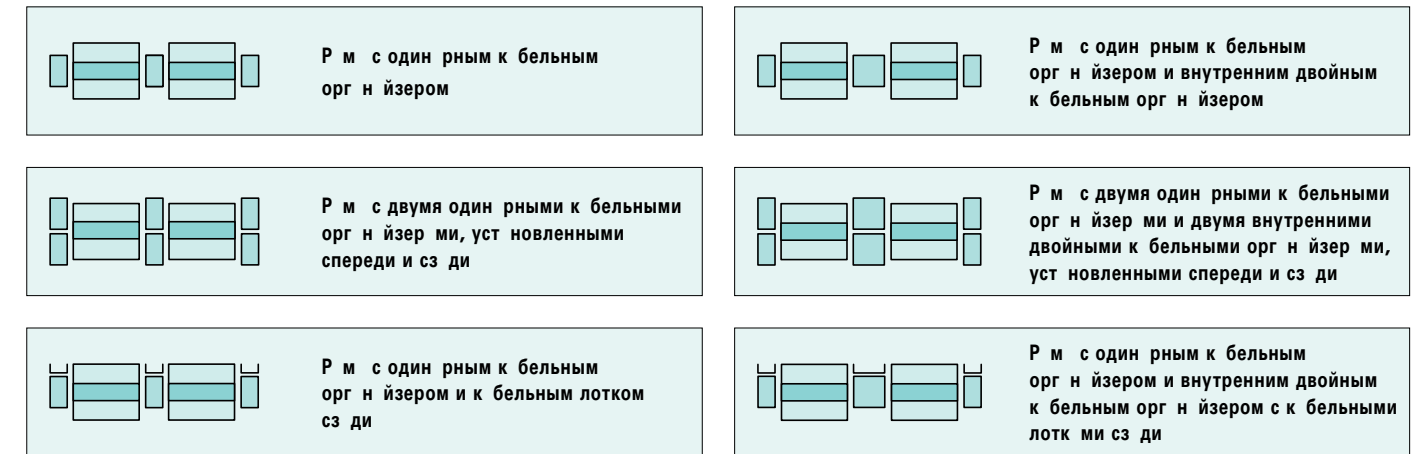 Р м  с один рным к бельным
орг н йзером
Р м  с один рным к бельным
орг н йзером и внутренним двойным
к бельным орг н йзером
Р м  с двумя один рными к бельными
орг н йзер ми, уст новленными
спереди и сз ди
Р м  с двумя один рными к бельными
орг н йзер ми и двумя внутренними
двойными к бельными орг н йзер ми,
уст новленными спереди и сз ди
Р м  с один рным к бельным
орг н йзером и к бельным лотком
сз ди
Р м  с один рным к бельным
орг н йзером и внутренним двойным
к бельным орг н йзером с к бельными
лотк ми сз ди